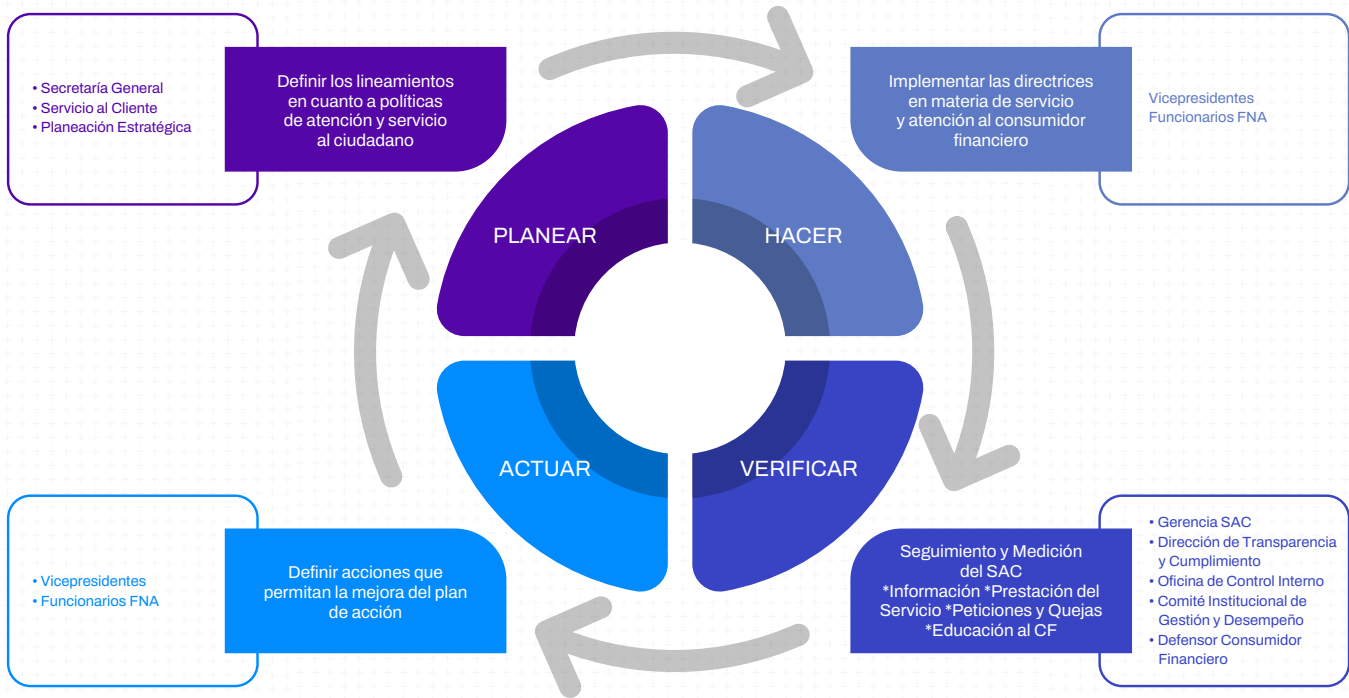 • Secretaría General
• Servicio al Cliente
• Planeación Estratégica
Definir los lineamientos
en cuanto a políticas
de atención y servicio
al ciudadano
Implementar las directrices
en materia de servicio
y atención al consumidor
financiero
Vicepresidentes
Funcionarios FNA
PLANEAR
HACER
ACTUAR
VERIFICAR
• Vicepresidentes
• Funcionarios FNA
Definir acciones que
permitan la mejora del plan
de acción
Seguimiento y Medición
del SAC
*Información *Prestación del
Servicio *Peticiones y Quejas
*Educación al CF
• Gerencia SAC
• Dirección de Transparencia
y Cumplimiento
• Oficina de Control Interno
• Comité Institucional de
Gestión y Desempeño
• Defensor Consumidor
Financiero